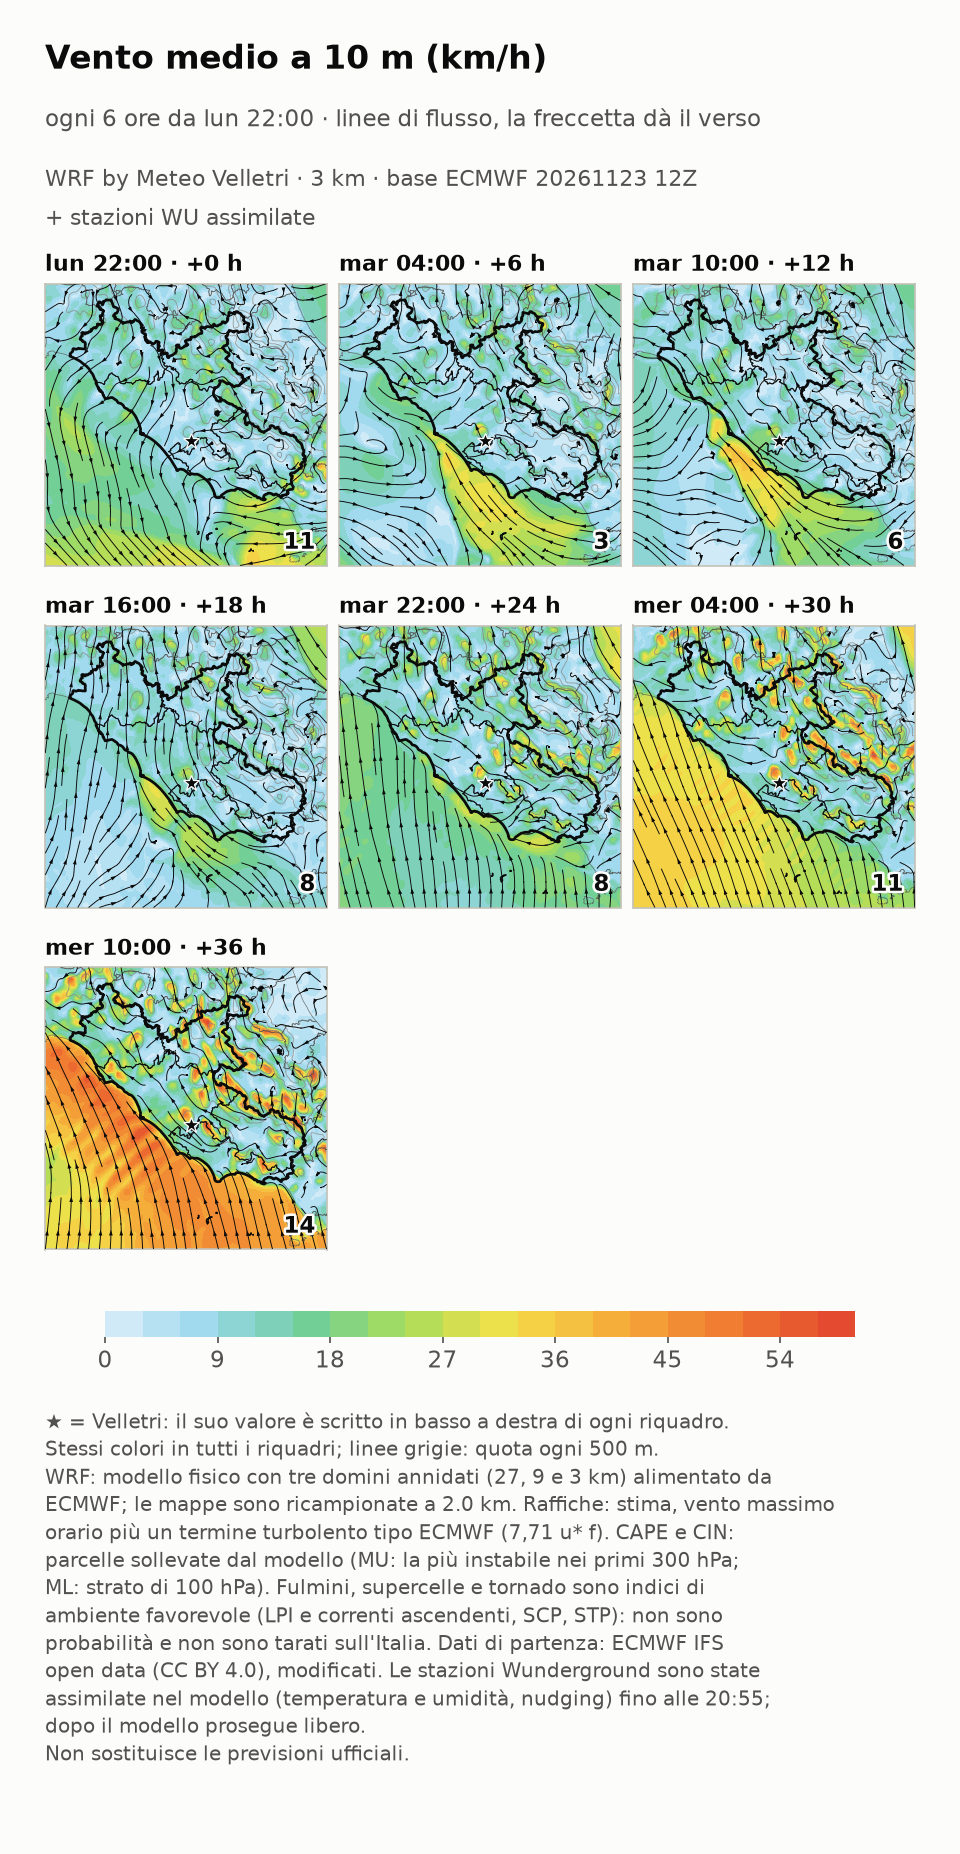 Vento medio a 10 m (km/h)
ogni 6 ore da lun 22:00 · linee di flusso, la freccetta dà il verso
WRF by Meteo Velletri · 3 km · base ECMWF 20261123 12Z
+ stazioni WU assimilate
lun 22:00 · +0 h
mar 04:00 · +6 h
mar 10:00 · +12 h
11
3
6
mar 16:00 · +18 h
mar 22:00 · +24 h
mer 04:00 · +30 h
8
8
11
mer 10:00 · +36 h
14
0 9 18 27 36 45 54
★ = Velletri: il suo valore è scritto in basso a destra di ogni riquadro.
Stessi colori in tutti i riquadri; linee grigie: quota ogni 500 m.
WRF: modello fisico con tre domini annidati (27, 9 e 3 km) alimentato da
ECMWF; le mappe sono ricampionate a 2.0 km. Raffiche: stima, vento massimo
orario più un termine turbolento tipo ECMWF (7,71 u* f). CAPE e CIN:
parcelle sollevate dal modello (MU: la più instabile nei primi 300 hPa;
ML: strato di 100 hPa). Fulmini, supercelle e tornado sono indici di
ambiente favorevole (LPI e correnti ascendenti, SCP, STP): non sono
probabilità e non sono tarati sull'Italia. Dati di partenza: ECMWF IFS
open data (CC BY 4.0), modificati. Le stazioni Wunderground sono state
assimilate nel modello (temperatura e umidità, nudging) fino alle 20:55;
dopo il modello prosegue libero.
Non sostituisce le previsioni ufficiali.